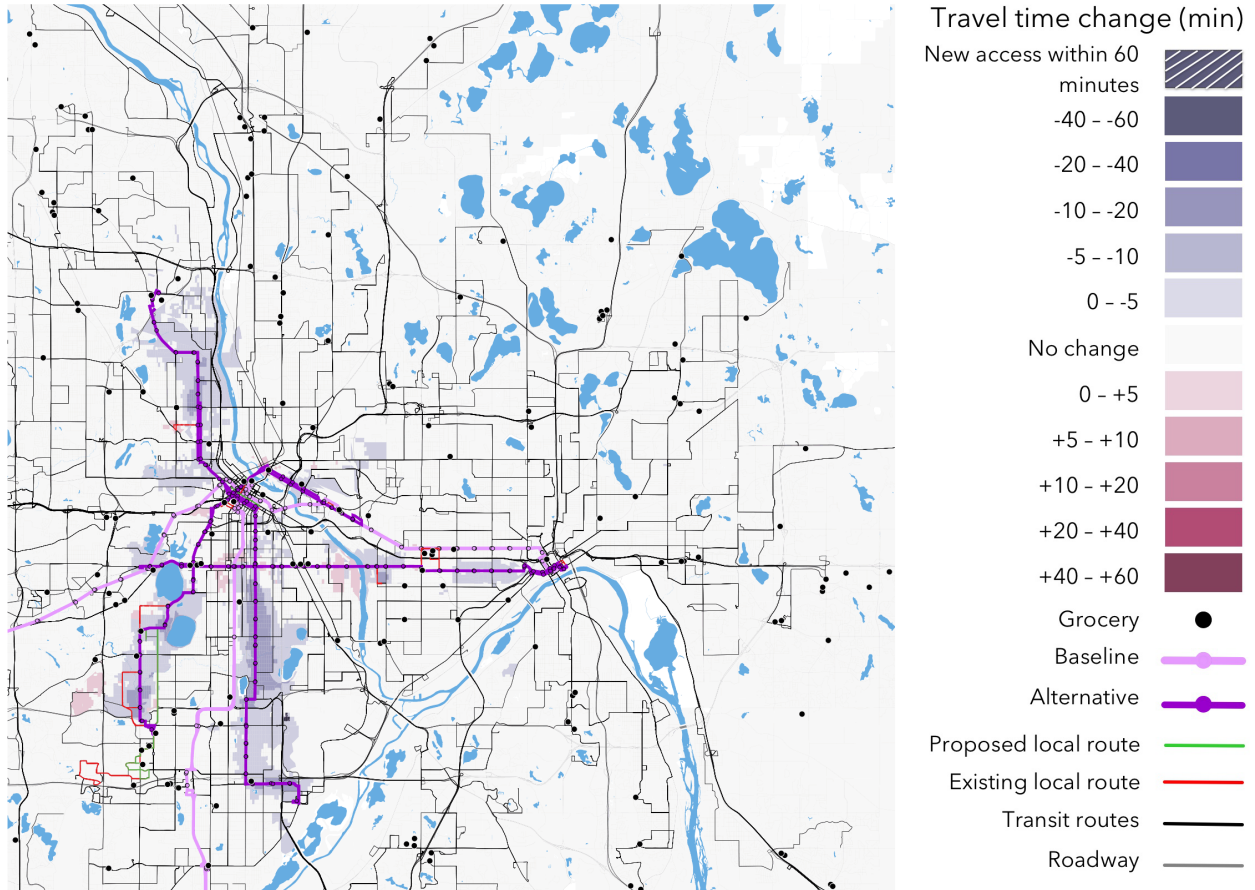 Travel time change (min)
New access within 60
minutes
-40 – -60
-20 – -40
-10 – -20
-5 – -10
0 – -5
No change
0 – +5
+5 – +10
+10 – +20
+20 – +40
+40 – +60
Grocery
Baseline
Alternative
Proposed local route
Existing local route
Transit routes
Roadway